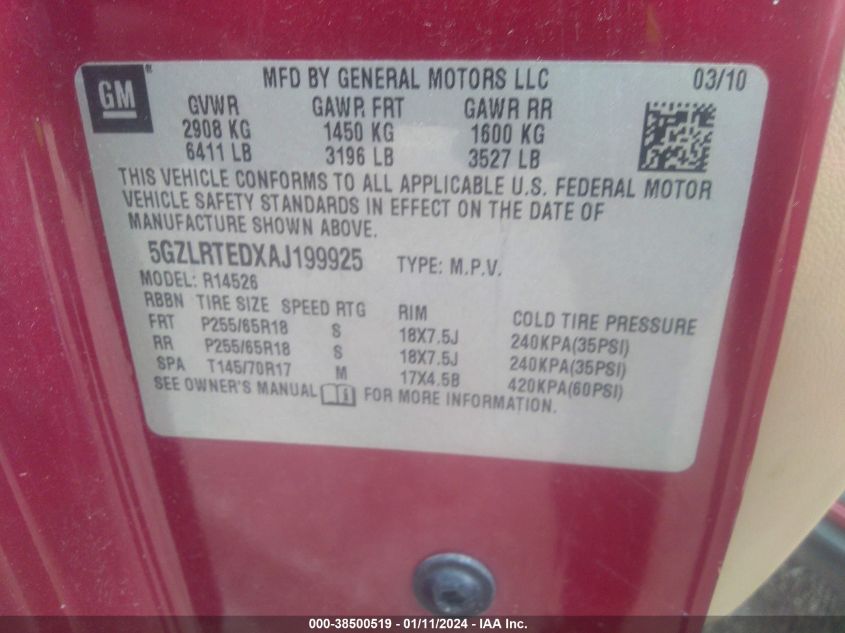 GM ® MFD BY GENERAL MOTORS LLC 03/10
GVWR GAWR FRT GAWR RR
2908 KG 1450 KG 1600 KG
6411 LB 3196 LB 3527 LB
THIS VEHICLE CONFORMS TO ALL APPLICABLE U.S. FEDERAL MOTOR
VEHICLE SAFETY STANDARDS IN EFFECT ON THE DATE OF
MANUFACTURE SHOWN ABOVE.
5GZLRTEDXAJ199925 TYPE: M.P.V.
MODEL: R14526
RBBN TIRE SIZE SPEED RTG RIM COLD TIRE PRESSURE
FRT P255/65R18 S 18X7.5J 240KPA(35PSI)
RR P255/65R18 S 18X7.5J 240KPA(35PSI)
SPA T145/70R17 M 17X4.5B 420KPA(60PSI)
SEE OWNER'S MANUAL FOR MORE INFORMATION.
000-38500519 - 01/11/2024 - IAA Inc.